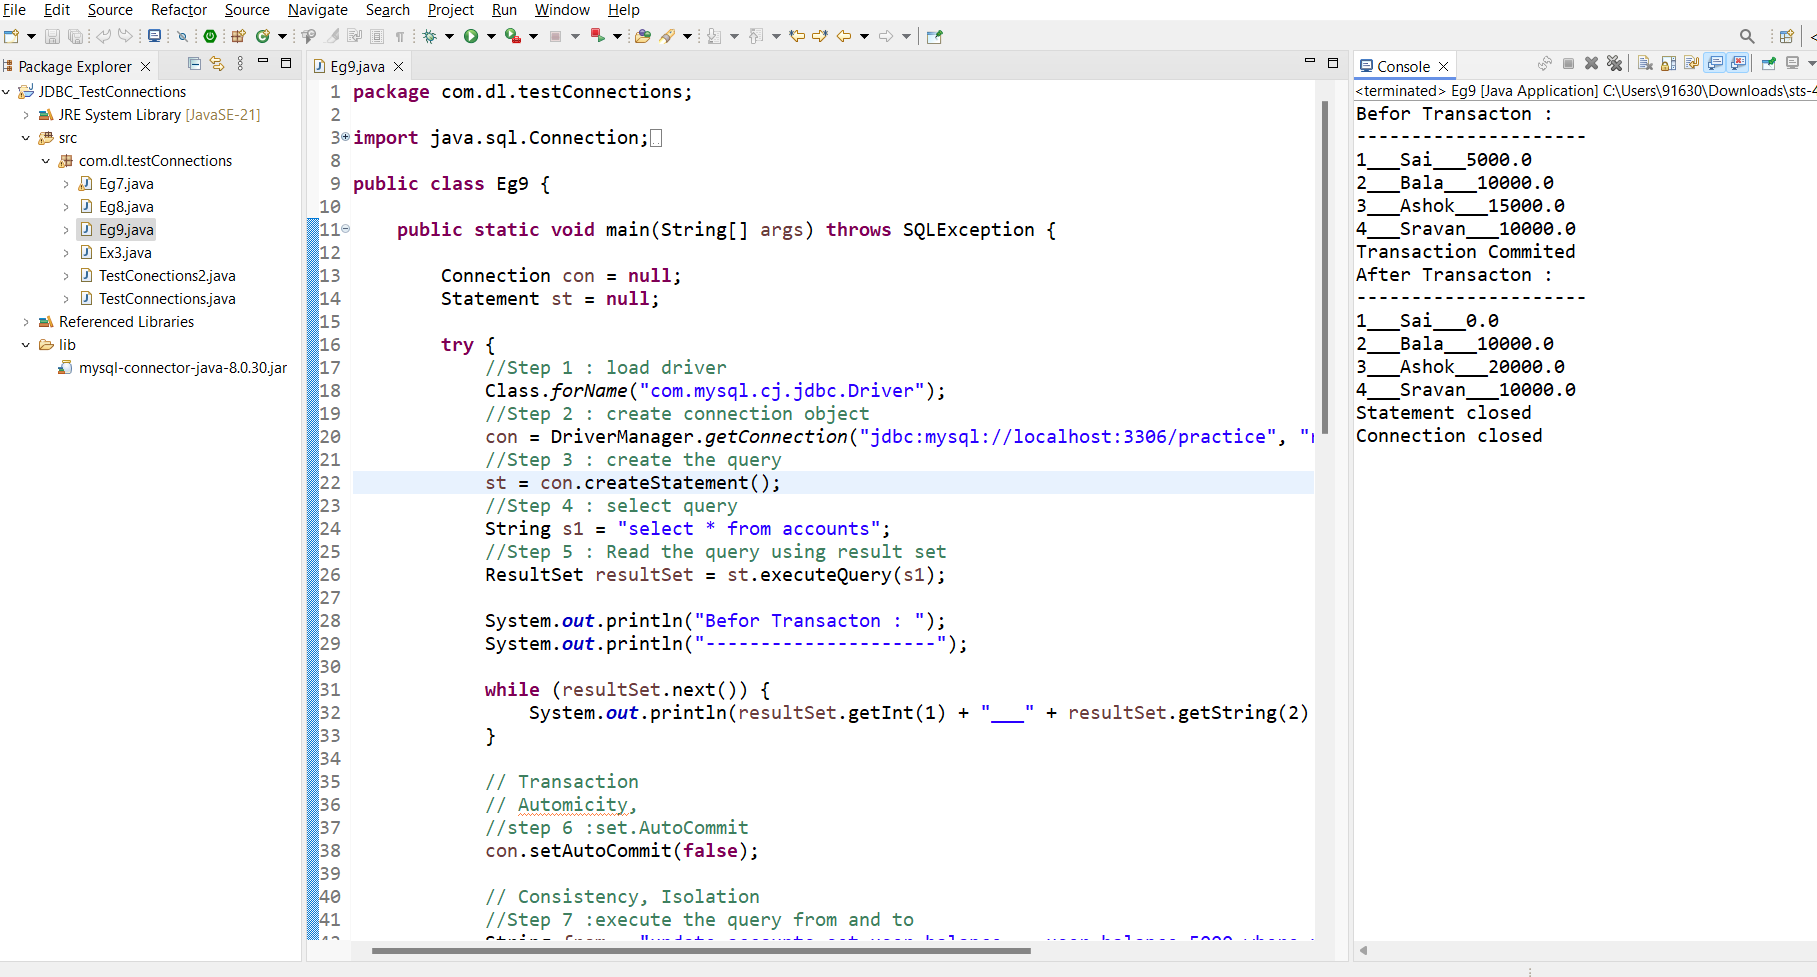 File Edit Source Refactor Source Navigate Search Project Run Window Help
Package Explorer
JDBC_TestConnections
JRE System Library [JavaSE-21]
src
com.dl.testConnections
Eg7.java
Eg8.java
Eg9.java
Ex3.java
TestConections2.java
TestConnections.java
Referenced Libraries
lib
mysql-connector-java-8.0.30.jar
Eg9.java
1 package com.dl.testConnections;
2
3 import java.sql.Connection;
8
9 public class Eg9 {
10
11 public static void main(String[] args) throws SQLException {
12
13 Connection con = null;
14 Statement st = null;
15
16 try {
17 //Step 1 : load driver
18 Class.forName("com.mysql.cj.jdbc.Driver");
19 //Step 2 : create connection object
20 con = DriverManager.getConnection("jdbc:mysql://localhost:3306/practice", "
21 //Step 3 : create the query
22 st = con.createStatement();
23 //Step 4 : select query
24 String s1 = "select * from accounts";
25 //Step 5 : Read the query using result set
26 ResultSet resultSet = st.executeQuery(s1);
27
28 System.out.println("Befor Transacton : ");
29 System.out.println("---------------------");
30
31 while (resultSet.next()) {
32 System.out.println(resultSet.getInt(1) + "___" + resultSet.getString(2)
33 }
34
35 // Transaction
36 // Automicity,
37 //step 6 :set.AutoCommit
38 con.setAutoCommit(false);
39
40 // Consistency, Isolation
41 //Step 7 :execute the query from and to
Console
<terminated> Eg9 [Java Application] C:\Users\91630\Downloads\sts-4
Befor Transacton :
---------------------
1___Sai___5000.0
2___Bala___10000.0
3___Ashok___15000.0
4___Sravan___10000.0
Transaction Commited
After Transacton :
---------------------
1___Sai___0.0
2___Bala___10000.0
3___Ashok___20000.0
4___Sravan___10000.0
Statement closed
Connection closed